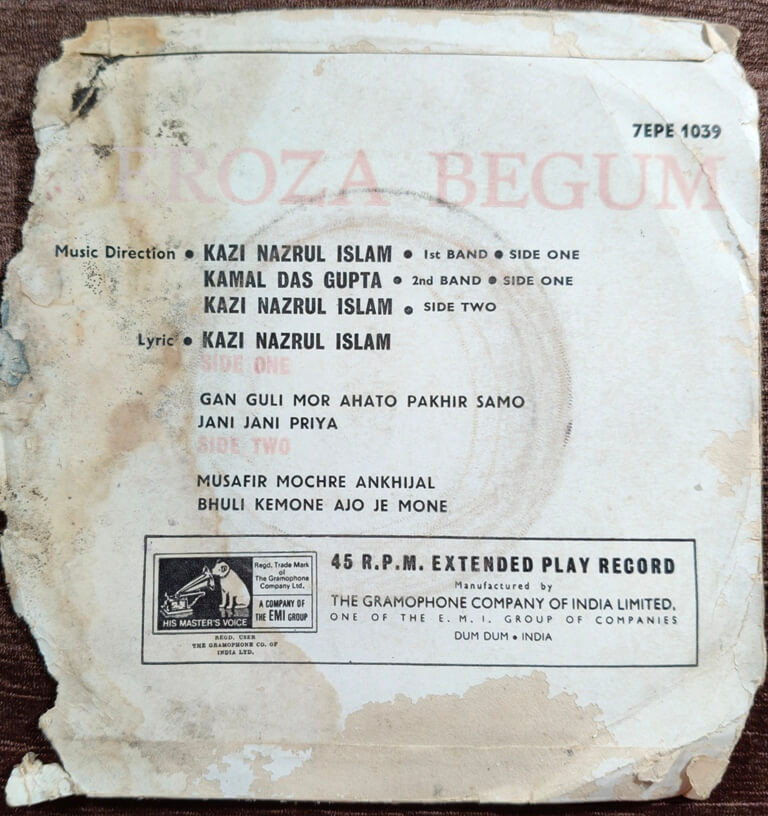 7EPE 1039
FEROZA BEGUM
Music Direction • KAZI NAZRUL ISLAM • 1st BAND • SIDE ONE
KAMAL DAS GUPTA • 2nd BAND • SIDE ONE
KAZI NAZRUL ISLAM • SIDE TWO
Lyric • KAZI NAZRUL ISLAM
SIDE ONE
GAN GULI MOR AHATO PAKHIR SAMO
JANI JANI PRIYA
SIDE TWO
MUSAFIR MOCHRE ANKHIJAL
BHULI KEMONE AJO JE MONE
HIS MASTER'S VOICE
Regd. Trade Mark
of
The Gramophone
Company Ltd.
A COMPANY OF
THE EMI GROUP
REGD. USER
THE GRAMOPHONE CO. OF
INDIA LTD.
45 R.P.M. EXTENDED PLAY RECORD
Manufactured by
THE GRAMOPHONE COMPANY OF INDIA LIMITED.
ONE OF THE E. M. I. GROUP OF COMPANIES
DUM DUM • INDIA